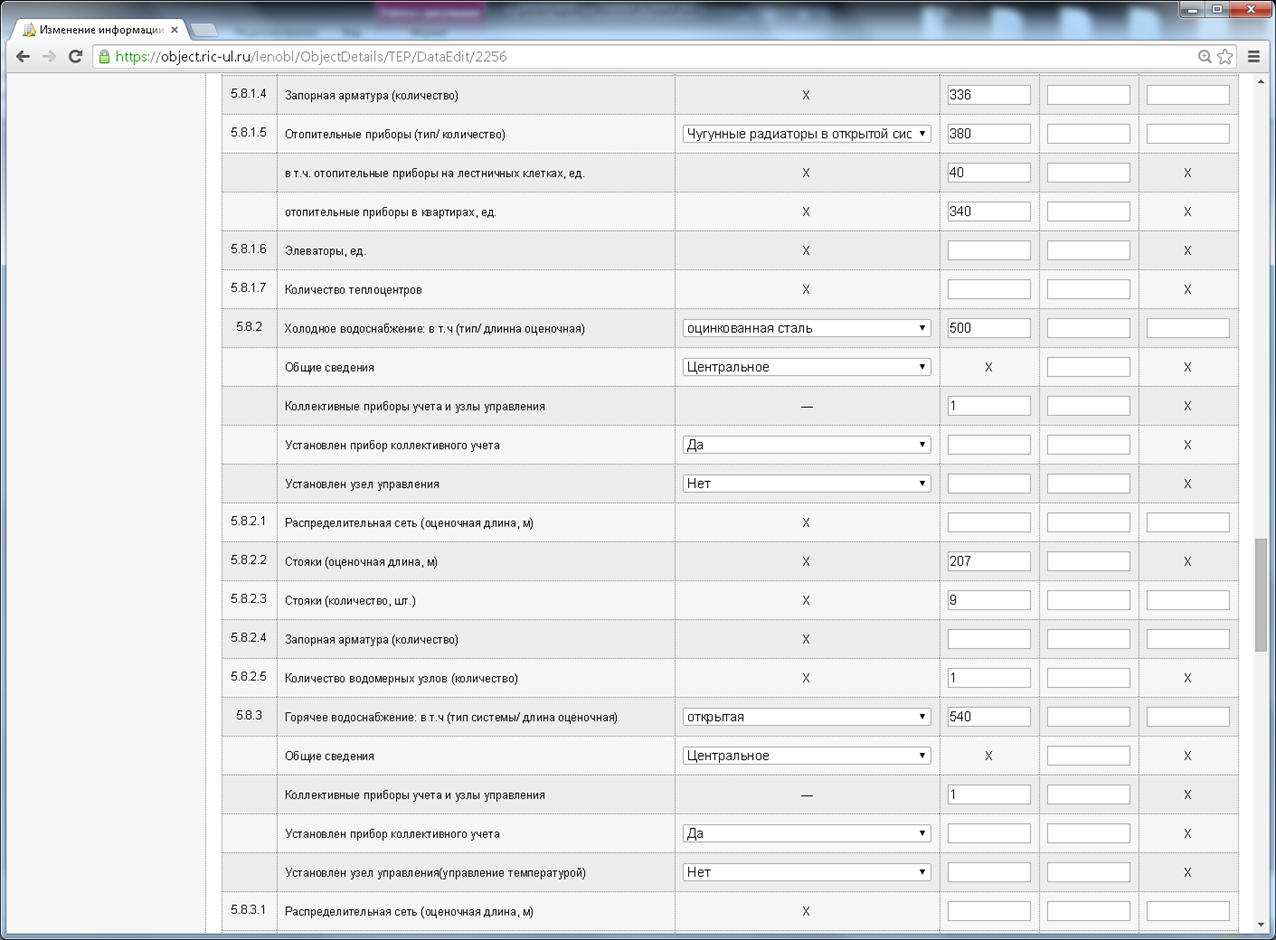 Изменение информации
https://object.ric-ul.ru/lenobl/ObjectDetails/TEP/DataEdit/2256
5.8.1.4 Запорная арматура (количество) X 336
5.8.1.5 Отопительные приборы (тип/ количество) Чугунные радиаторы в открытой сис 380
в т.ч. отопительные приборы на лестничных клетках, ед. X 40 X
отопительные приборы в квартирах, ед. X 340 X
5.8.1.6 Элеваторы, ед. X X
5.8.1.7 Количество теплоцентров X X
5.8.2 Холодное водоснабжение: в т.ч (тип/ длинна оценочная) оцинкованная сталь 500
Общие сведения Центральное X X
Коллективные приборы учета и узлы управления — 1 X
Установлен прибор коллективного учета Да X
Установлен узел управления Нет X
5.8.2.1 Распределительная сеть (оценочная длина, м) X
5.8.2.2 Стояки (оценочная длина, м) X 207 X
5.8.2.3 Стояки (количество, шт.) X 9
5.8.2.4 Запорная арматура (количество) X
5.8.2.5 Количество водомерных узлов (количество) X 1 X
5.8.3 Горячее водоснабжение: в т.ч (тип системы/ длина оценочная) открытая 540
Общие сведения Центральное X X
Коллективные приборы учета и узлы управления — 1 X
Установлен прибор коллективного учета Да X
Установлен узел управления(управление температурой) Нет X
5.8.3.1 Распределительная сеть (оценочная длина, м) X